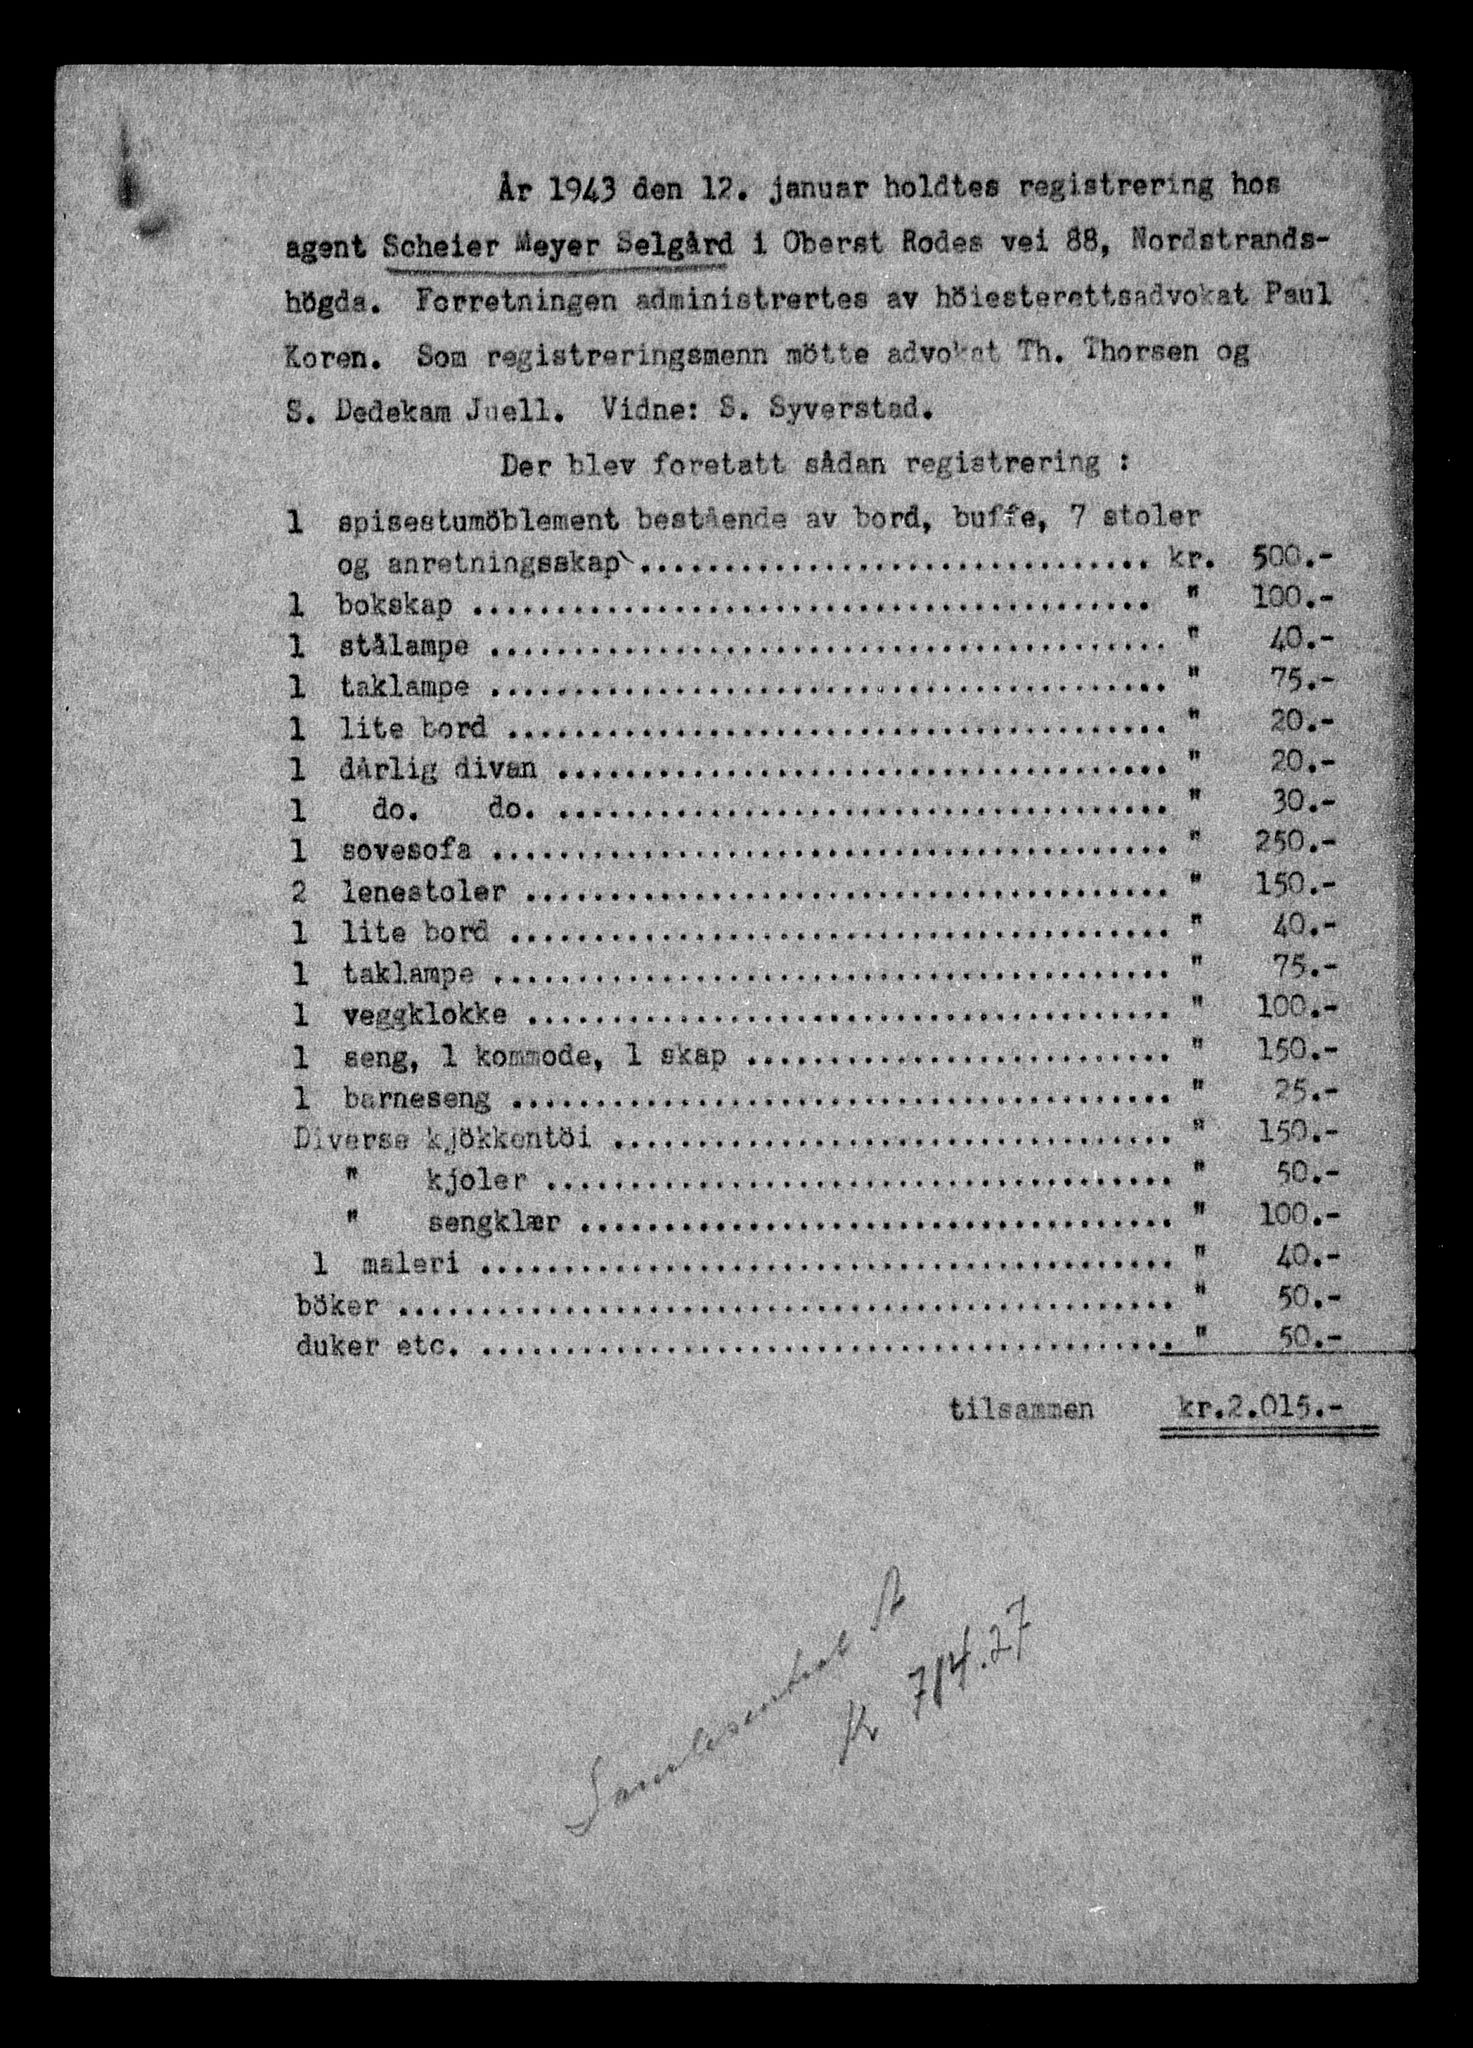 År 1943 den 12. januar holdtes registrering hos
agent Scheier Meyer Selgård i Oberst Rodes vei 88, Nordstrands-
högda. Forretningen administrertes av höiesterettsadvokat Paul
Koren. Som registreringsmenn mötte advokat Th. Thorsen og
S. Dedekam Juell. Vidne: S. Syverstad.
Der blev foretatt sådan registrering :
1 spisestumöblement bestående av bord, buffe, 7 stoler
og anretningsskap .............................. kr. 500.-
1 bokskap ......................................... " 100.-
1 stålampe ......................................... " 40.-
1 taklampe ......................................... " 75.-
1 lite bord ........................................ " 20.-
1 dårlig divan ..................................... " 20.-
1 do. do. ..................................... " 30.-
1 sovesofa ......................................... " 250.-
2 lenestoler ....................................... " 150.-
1 lite bord ........................................ " 40.-
1 taklampe ......................................... " 75.-
1 veggklokke ....................................... " 100.-
1 seng, 1 kommode, 1 skap .......................... " 150.-
1 barneseng ........................................ " 25.-
Diverse kjökkentöi .................................. " 150.-
" kjoler ...................................... " 50.-
" sengklær .................................... " 100.-
1 maleri .......................................... " 40.-
böker ............................................... " 50.-
duker etc. .......................................... " 50.-
tilsammen kr.2.015.-
Samlesentral A
Kr 714.27